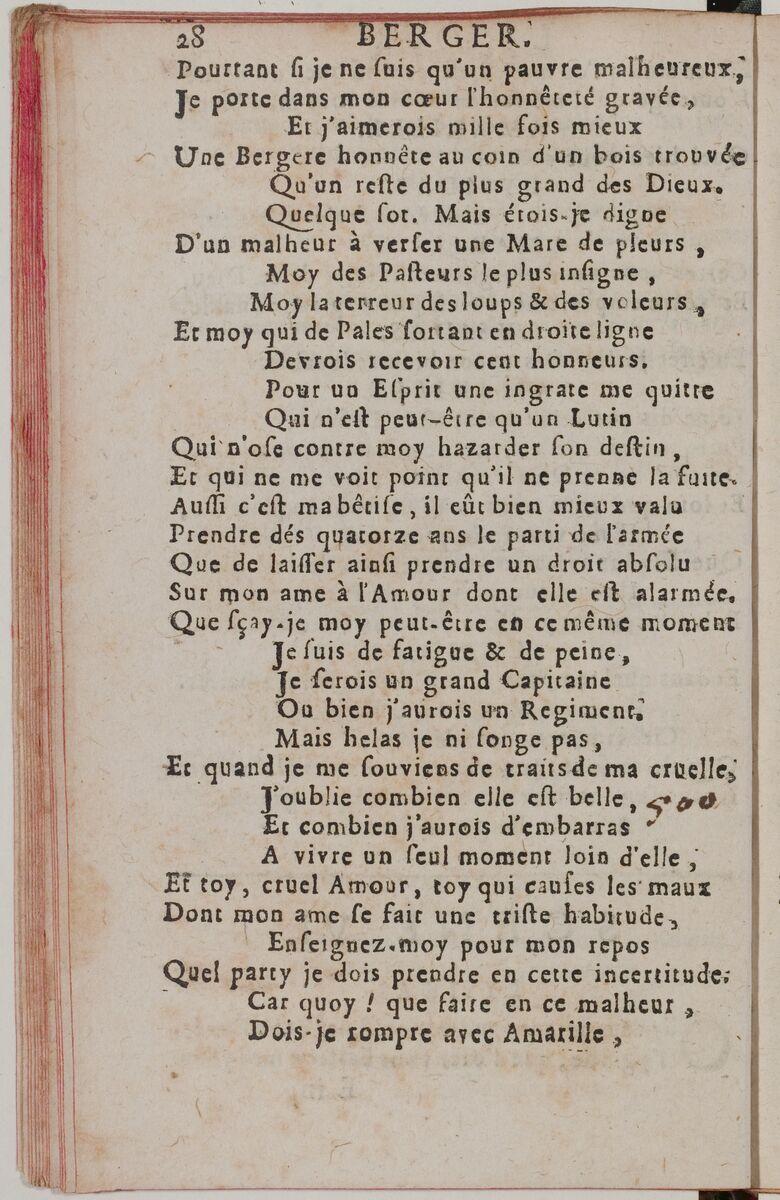 28 BERGER.
Pourtant ſi je ne ſuis qu'un pauvre malheureux,
Je porte dans mon cœur l'honnêteté gravée,
Et j'aimerois mille fois mieux
Une Bergere honnête au coin d'un bois trouvée
Qu'un reſte du plus grand des Dieux.
Quelque ſot. Mais étois-je digne
D'un malheur à verſer une Mare de pleurs,
Moy des Paſteurs le plus inſigne,
Moy la terreur des loups & des voleurs,
Et moy qui de Palés ſortant en droite ligne
Devrois recevoir cent honneurs.
Pour un Eſprit une ingrate me quitte
Qui n'eſt peut-être qu'un Lutin
Qui n'oſe contre moy hazarder ſon deſtin,
Et qui ne me voit point qu'il ne prenne la fuite.
Auſſi c'eſt ma bêtiſe, il eût bien mieux valu
Prendre dés quatorze ans le parti de l'armée
Que de laiſſer ainſi prendre un droit abſolu
Sur mon ame à l'Amour dont elle eſt alarmée.
Que ſçay-je moy peut-être en ce même moment
Je ſuis de fatigue & de peine,
Je ſerois un grand Capitaine
Ou bien j'aurois un Regiment.
Mais helas je ni ſonge pas,
Et quand je me ſouviens de traits de ma cruelle,
J'oublie combien elle eſt belle, 500
Et combien j'aurois d'embarras
A vivre un ſeul moment loin d'elle,
Et toy, cruel Amour, toy qui cauſes les maux
Dont mon ame ſe fait une triſte habitude,
Enſeignez-moy pour mon repos
Quel party je dois prendre en cette incertitude.
Car quoy ! que faire en ce malheur,
Dois-je rompre avec Amarille,